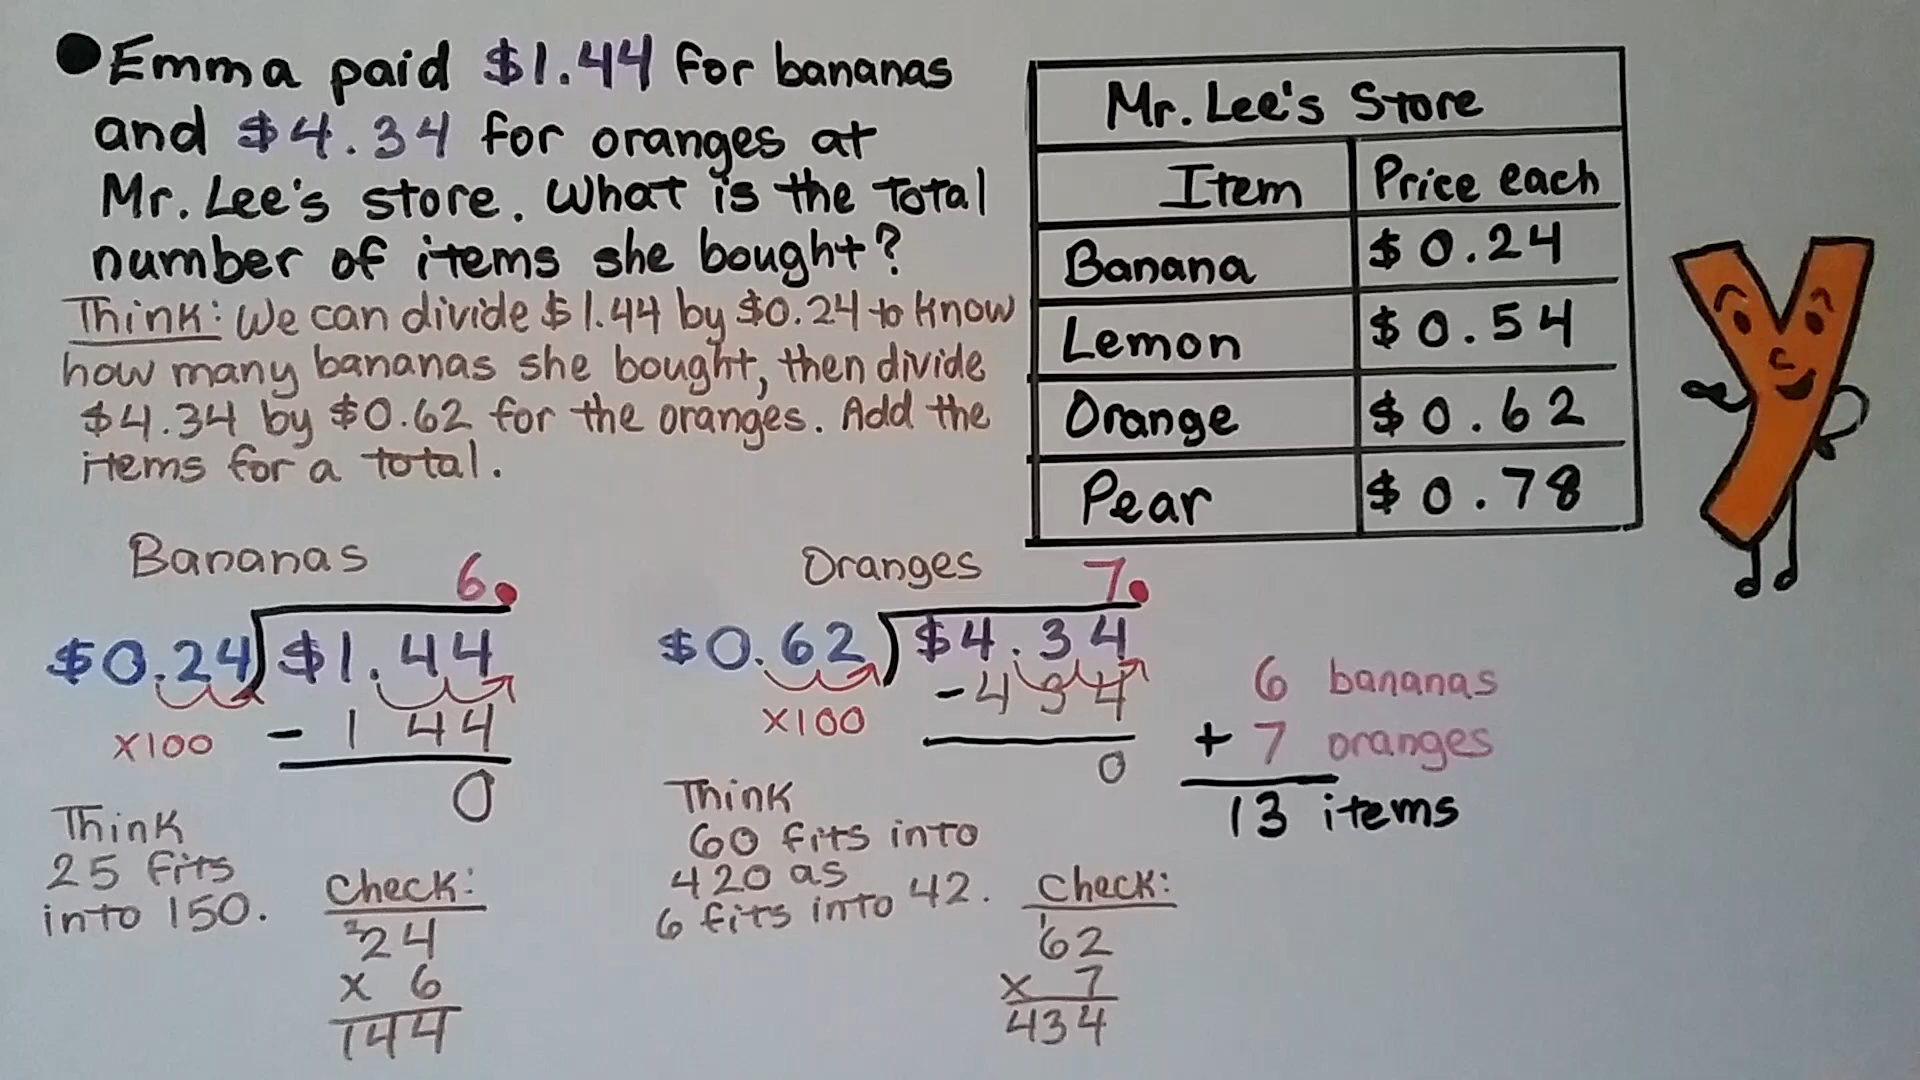 Emma paid $1.44 for bananas
and $4.34 for oranges at
Mr. Lee's store. What is the total
number of items she bought?
Think: We can divide $1.44 by $0.24 to know
how many bananas she bought, then divide
$4.34 by $0.62 for the oranges. Add the
items for a total.
Mr. Lee's Store
Item Price each
Banana $0.24
Lemon $0.54
Orange $0.62
Pear $0.78
Bananas
6.
$0.24 $1.44
x100 - 1 44
0
Think
25 fits
into 150.
Check:
2
24
x 6
144
Oranges
7.
$0.62 $4.34
x100 -4 34
0
Think
60 fits into
420 as
6 fits into 42.
Check:
1
62
x 7
434
6 bananas
+ 7 oranges
13 items